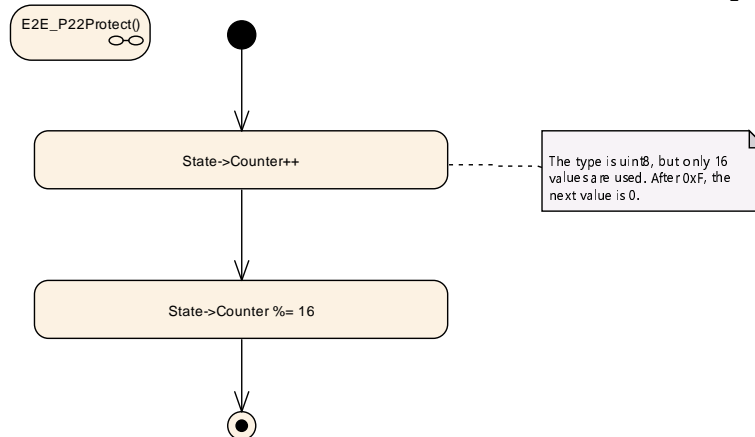 E2E_P22Protect()
State->Counter++
The type is uint8, but only 16
values are used. After 0xF, the
next value is 0.
State->Counter %= 16